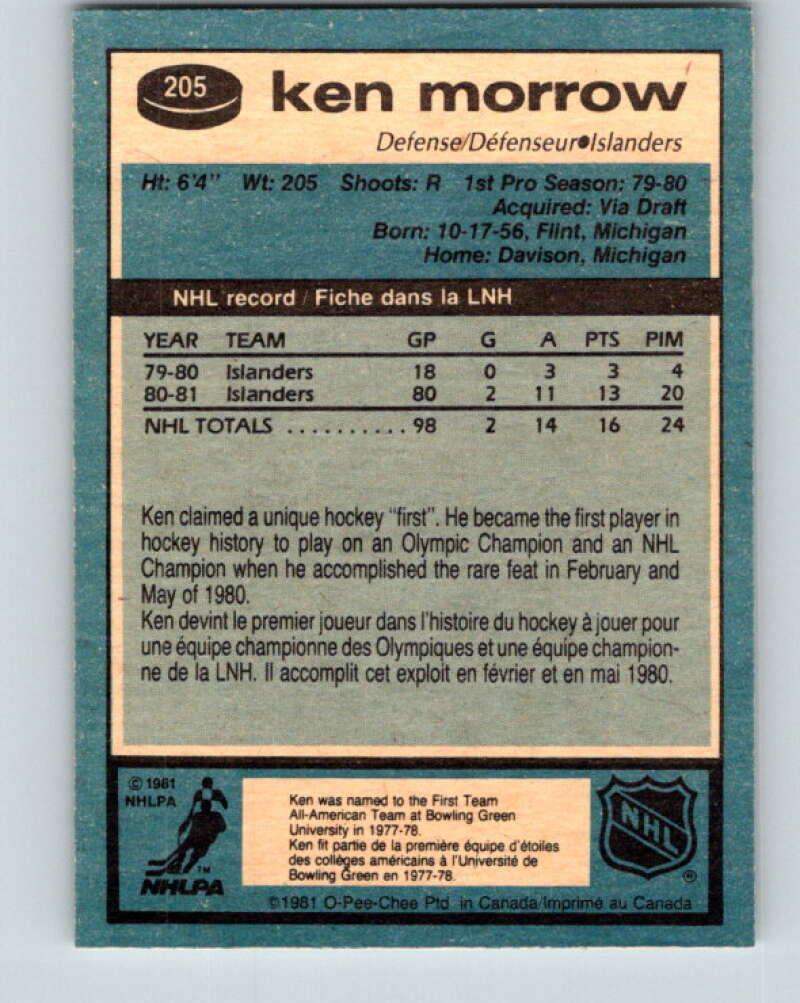 205
ken morrow
Defense/Défenseur•Islanders
Ht: 6'4" Wt: 205 Shoots: R 1st Pro Season: 79-80
Acquired: Via Draft
Born: 10-17-56, Flint, Michigan
Home: Davison, Michigan
NHL record / Fiche dans la LNH
YEAR TEAM GP G A PTS PIM
79-80 Islanders 18 0 3 3 4
80-81 Islanders 80 2 11 13 20
NHL TOTALS .......... 98 2 14 16 24
Ken claimed a unique hockey "first". He became the first player in
hockey history to play on an Olympic Champion and an NHL
Champion when he accomplished the rare feat in February and
May of 1980.
Ken devint le premier joueur dans l'histoire du hockey à jouer pour
une équipe championne des Olympiques et une équipe champion-
ne de la LNH. Il accomplit cet exploit en février et en mai 1980.
© 1981
NHLPA
TM
NHLPA
Ken was named to the First Team
All-American Team at Bowling Green
University in 1977-78.
Ken fit partie de la première équipe d'étoiles
des collèges américains à l'Université de
Bowling Green en 1977-78.
NHL
®
©1981 O-Pee-Chee Ptd. in Canada/Imprimé au Canada